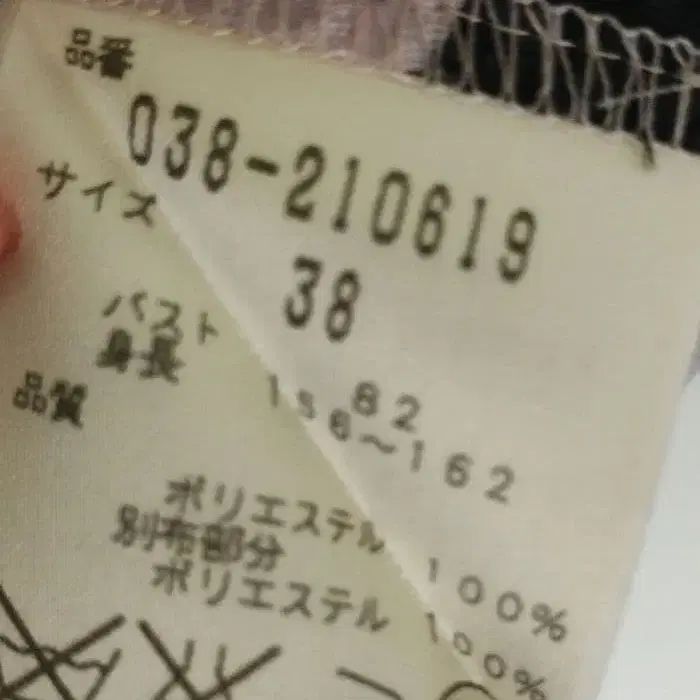 品番
038-210619
サイズ
38
バスト 82
身長 156〜162
品質
ポリエステル 100%
別布部分
ポリエステル 100%